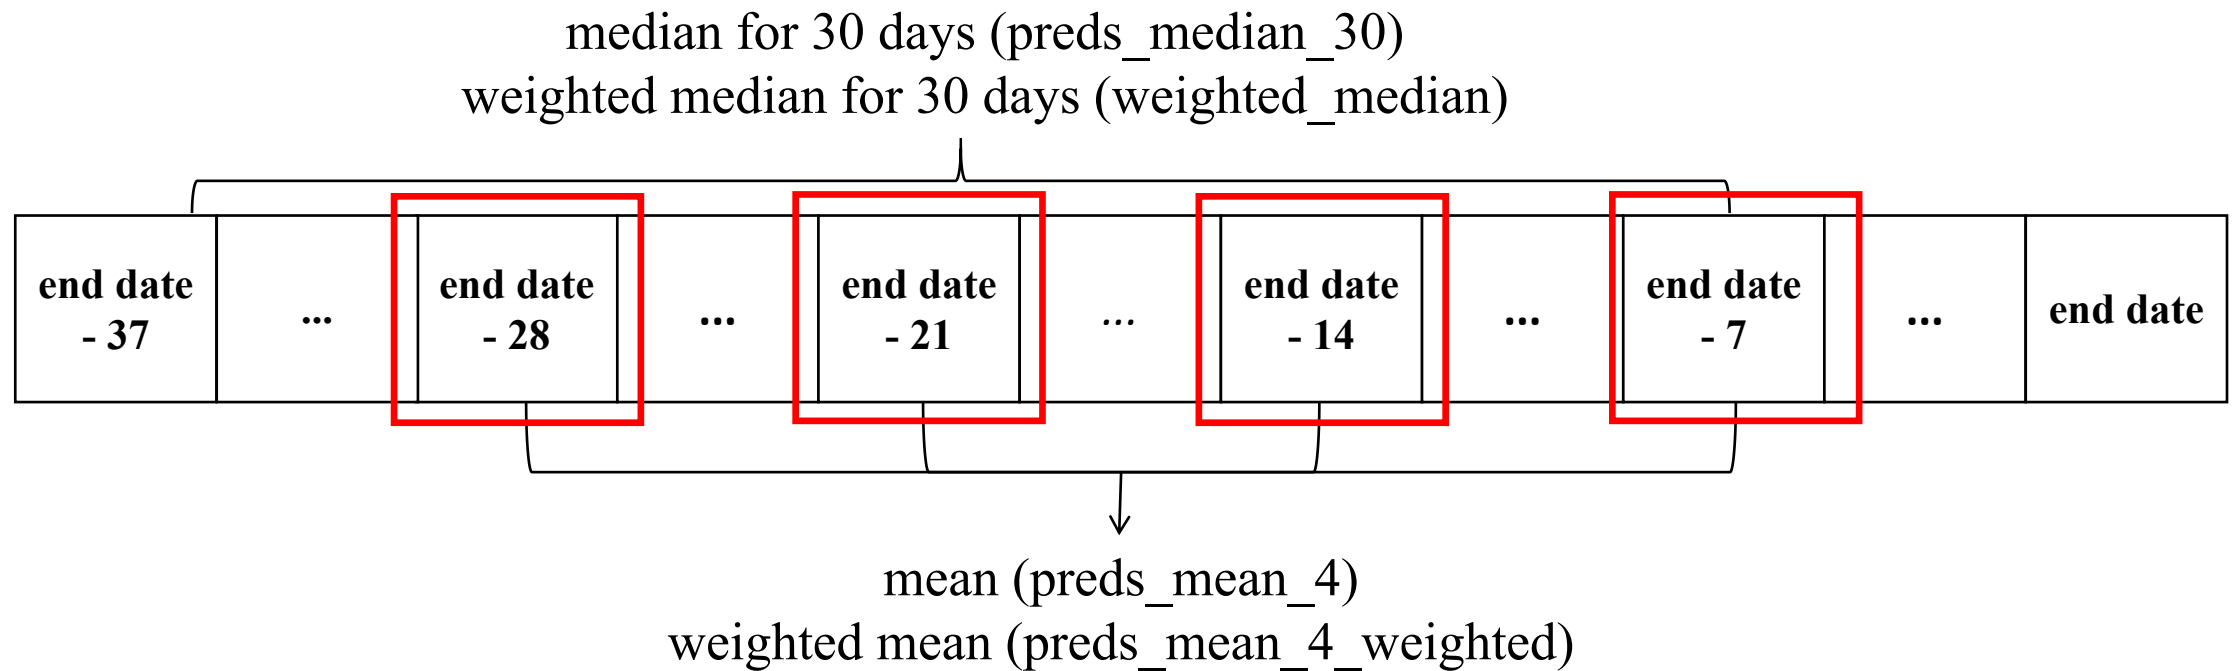 median for 30 days (preds_median_30)
weighted median for 30 days (weighted_median)
end date
- 37
...
end date
- 28
...
end date
- 21
...
end date
- 14
...
end date
- 7
...
end date
mean (preds_mean_4)
weighted mean (preds_mean_4_weighted)